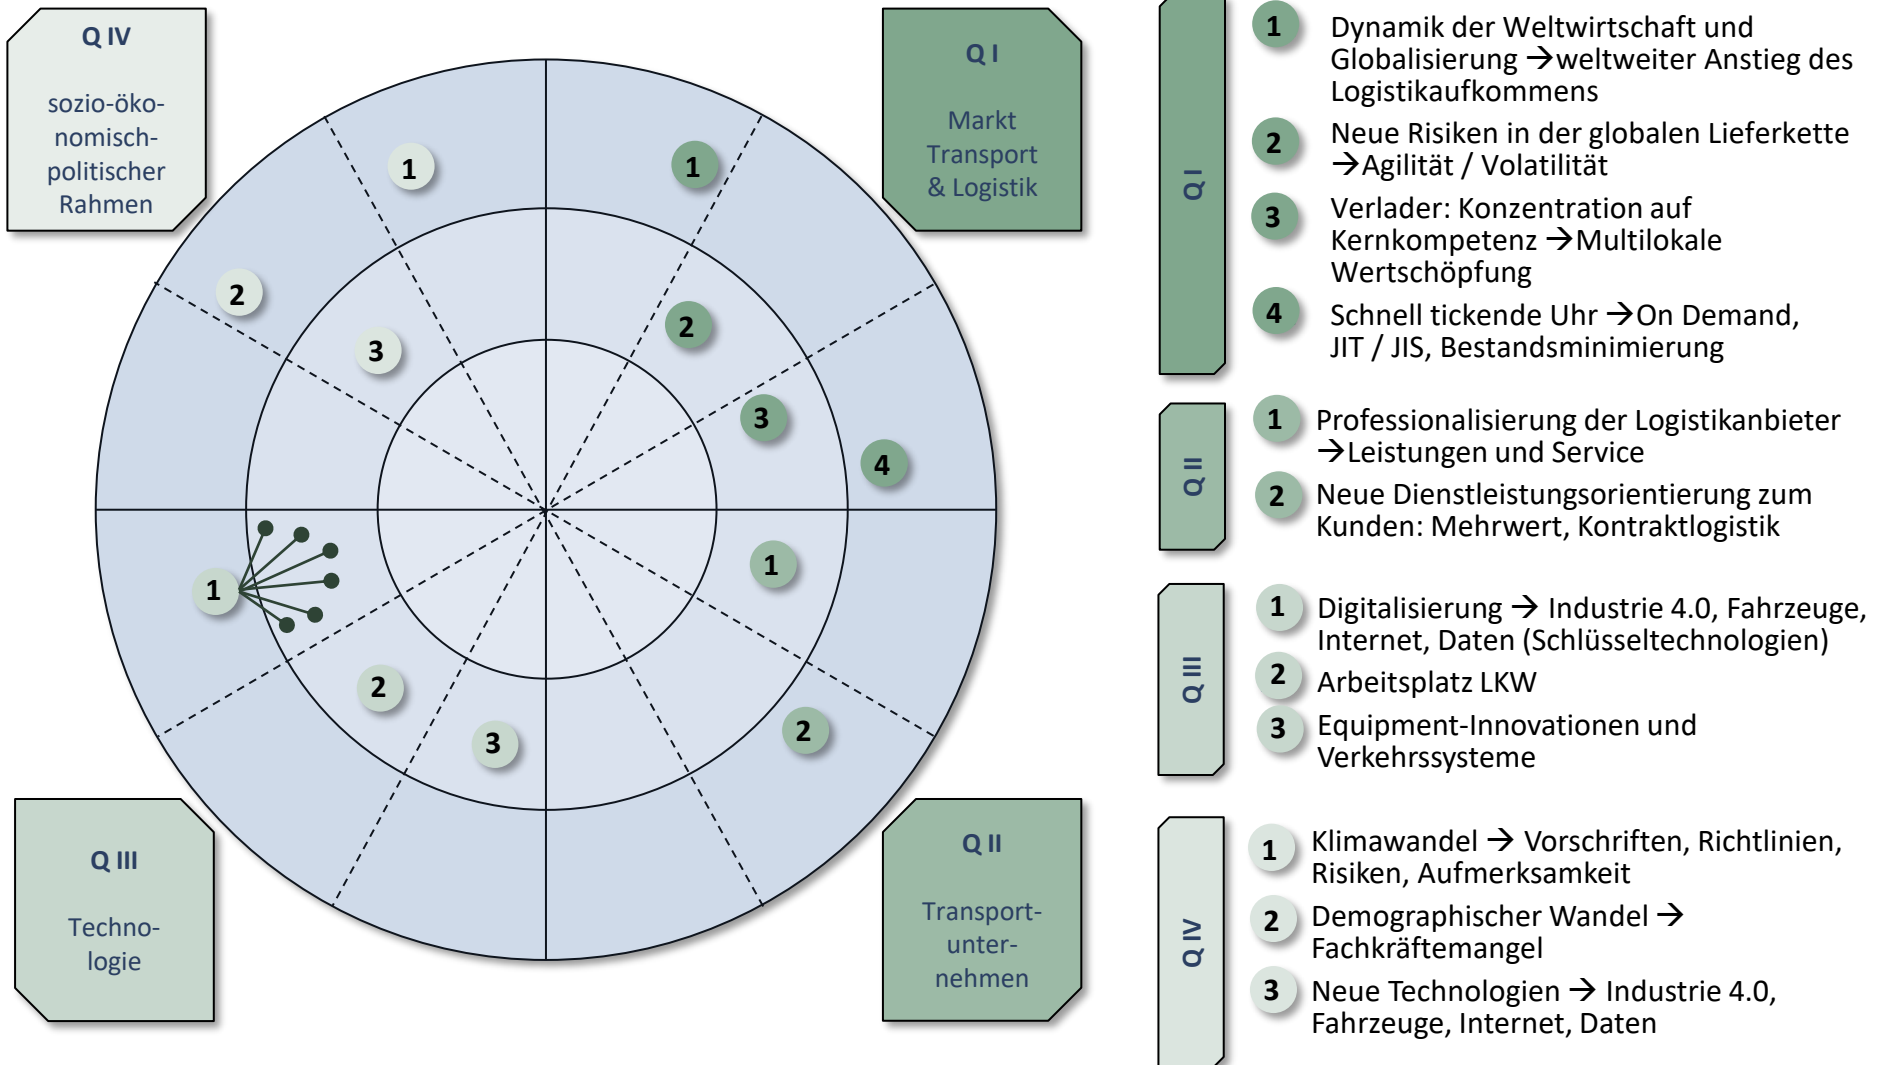 Q IV
sozio-öko-
nomisch-
politischer
Rahmen
Q I
Markt
Transport
& Logistik
1
1
2
2
3
3
4
1
1
2
2
3
Q III
Techno-
logie
Q II
Transport-
unter-
nehmen
Q I
1 Dynamik der Weltwirtschaft und
Globalisierung →weltweiter Anstieg des
Logistikaufkommens
2 Neue Risiken in der globalen Lieferkette
→Agilität / Volatilität
3 Verlader: Konzentration auf
Kernkompetenz →Multilokale
Wertschöpfung
4 Schnell tickende Uhr →On Demand,
JIT / JIS, Bestandsminimierung
Q II
1 Professionalisierung der Logistikanbieter
→Leistungen und Service
2 Neue Dienstleistungsorientierung zum
Kunden: Mehrwert, Kontraktlogistik
Q III
1 Digitalisierung → Industrie 4.0, Fahrzeuge,
Internet, Daten (Schlüsseltechnologien)
2 Arbeitsplatz LKW
3 Equipment-Innovationen und
Verkehrssysteme
Q IV
1 Klimawandel → Vorschriften, Richtlinien,
Risiken, Aufmerksamkeit
2 Demographischer Wandel →
Fachkräftemangel
3 Neue Technologien → Industrie 4.0,
Fahrzeuge, Internet, Daten